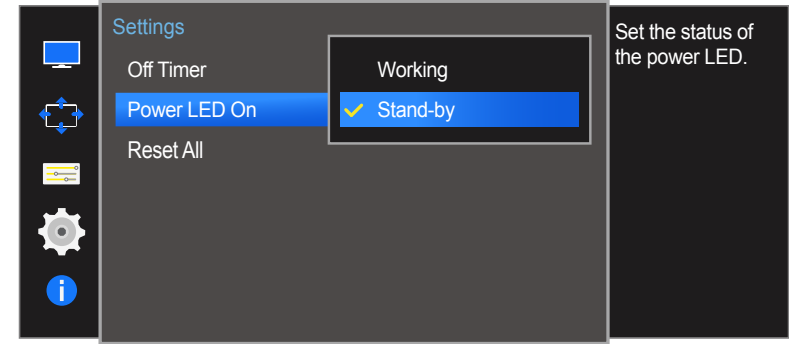 Settings
Off Timer
Power LED On
Reset All
Working
Stand-by
Set the status of
the power LED.
i